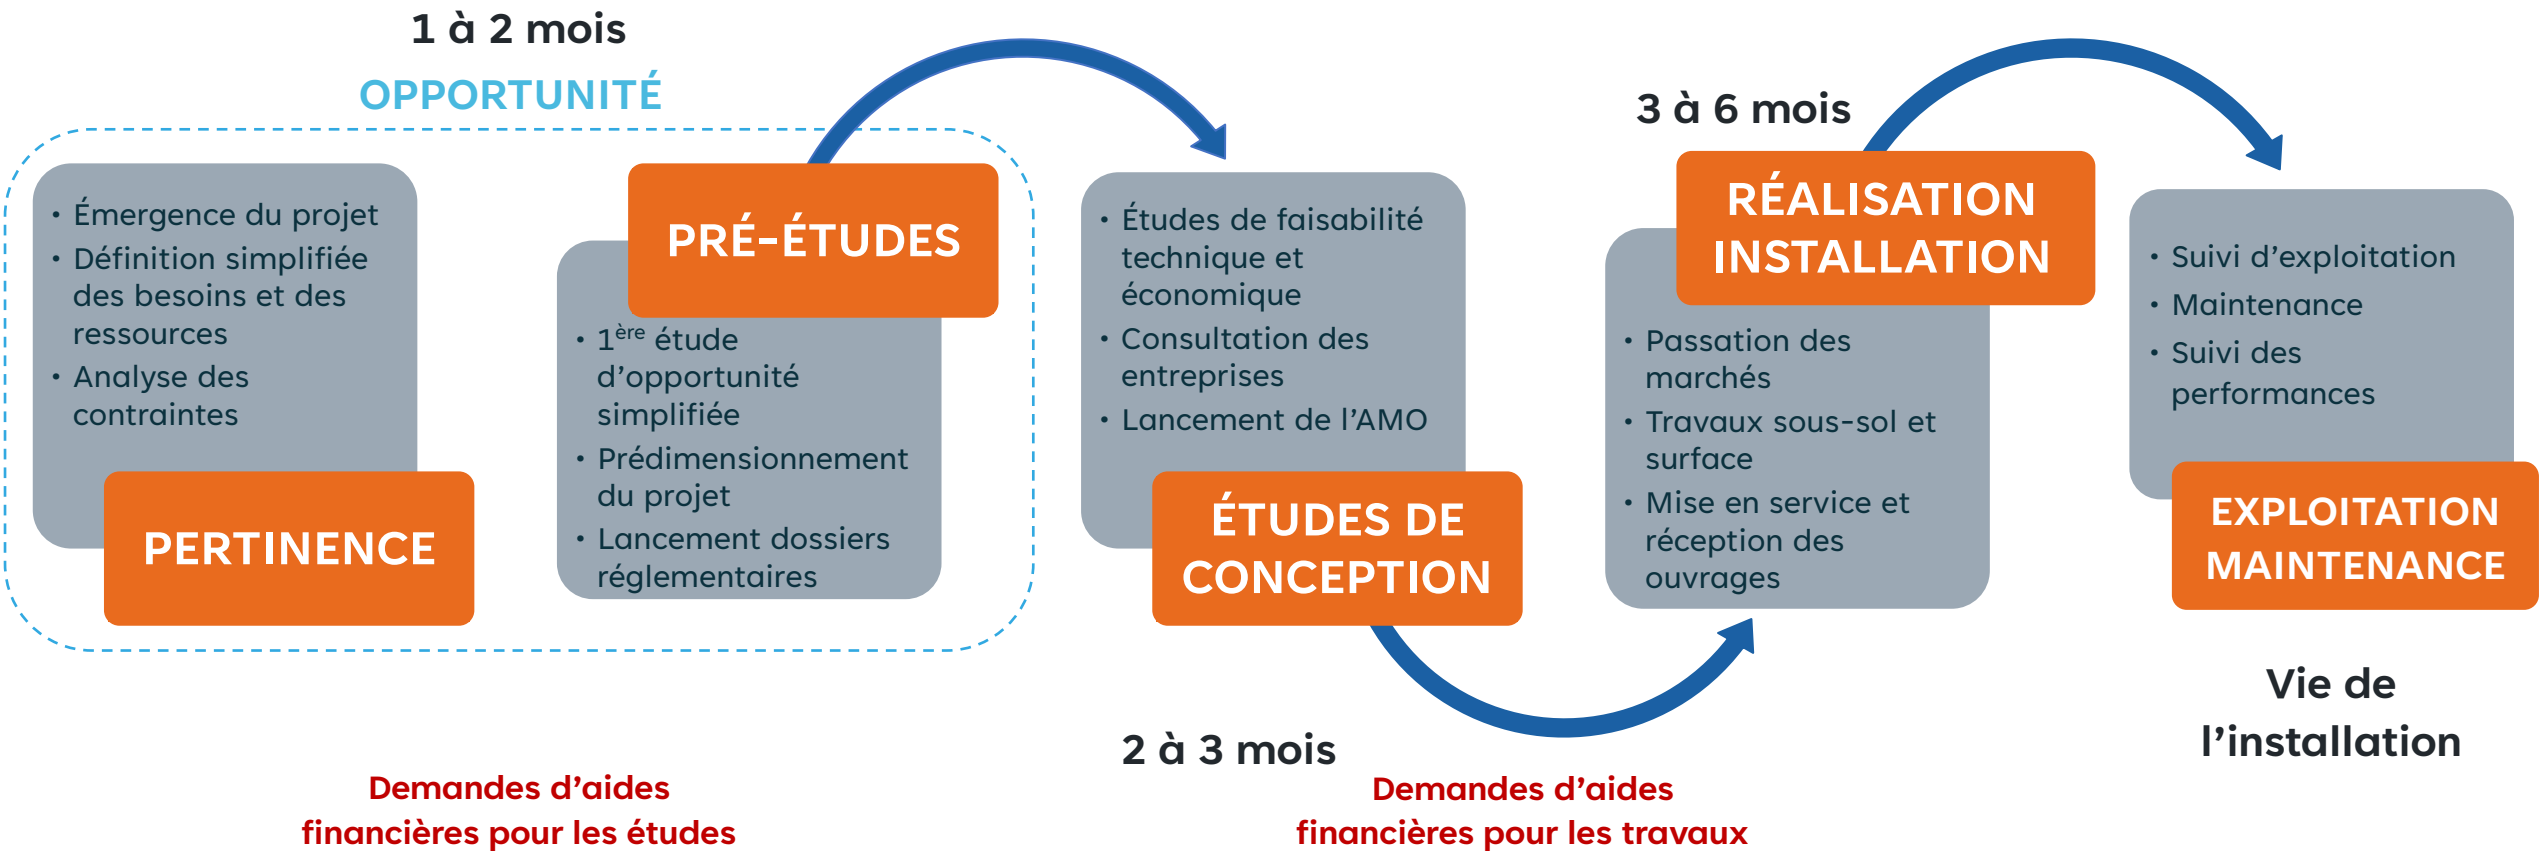 1 à 2 mois
OPPORTUNITÉ
• Émergence du projet
• Définition simplifiée
des besoins et des
ressources
• Analyse des
contraintes
PERTINENCE
PRÉ-ÉTUDES
• 1ère étude
d’opportunité
simplifiée
• Prédimensionnement
du projet
• Lancement dossiers
réglementaires
Demandes d’aides
financières pour les études
• Études de faisabilité
technique et
économique
• Consultation des
entreprises
• Lancement de l’AMO
ÉTUDES DE
CONCEPTION
2 à 3 mois
Demandes d’aides
financières pour les travaux
3 à 6 mois
RÉALISATION
INSTALLATION
• Passation des
marchés
• Travaux sous-sol et
surface
• Mise en service et
réception des
ouvrages
• Suivi d’exploitation
• Maintenance
• Suivi des
performances
EXPLOITATION
MAINTENANCE
Vie de
l’installation